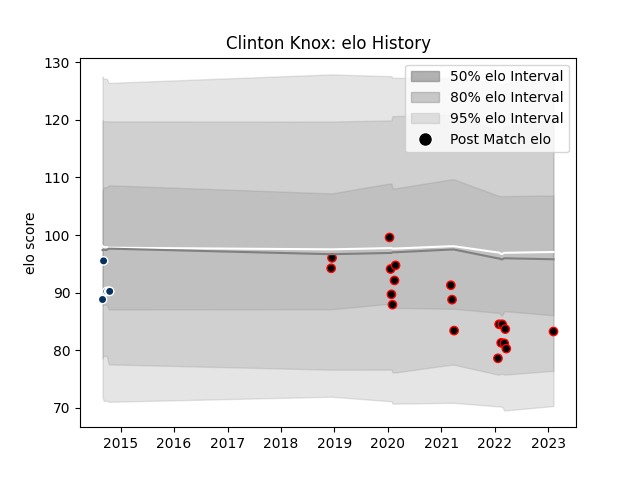 Clinton Knox: elo History
130
120
110
100
90
80
70
elo score
50% elo Interval
80% elo Interval
95% elo Interval
Post Match elo
2015 2016 2017 2018 2019 2020 2021 2022 2023